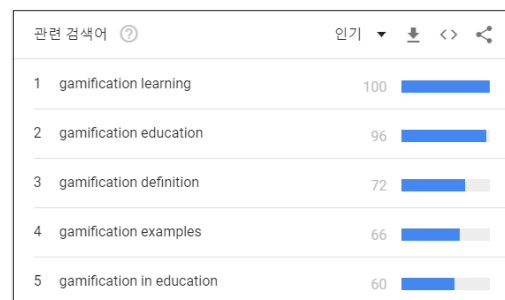 관련 검색어 ?
인기
1 gamification learning 100
2 gamification education 96
3 gamification definition 72
4 gamification examples 66
5 gamification in education 60